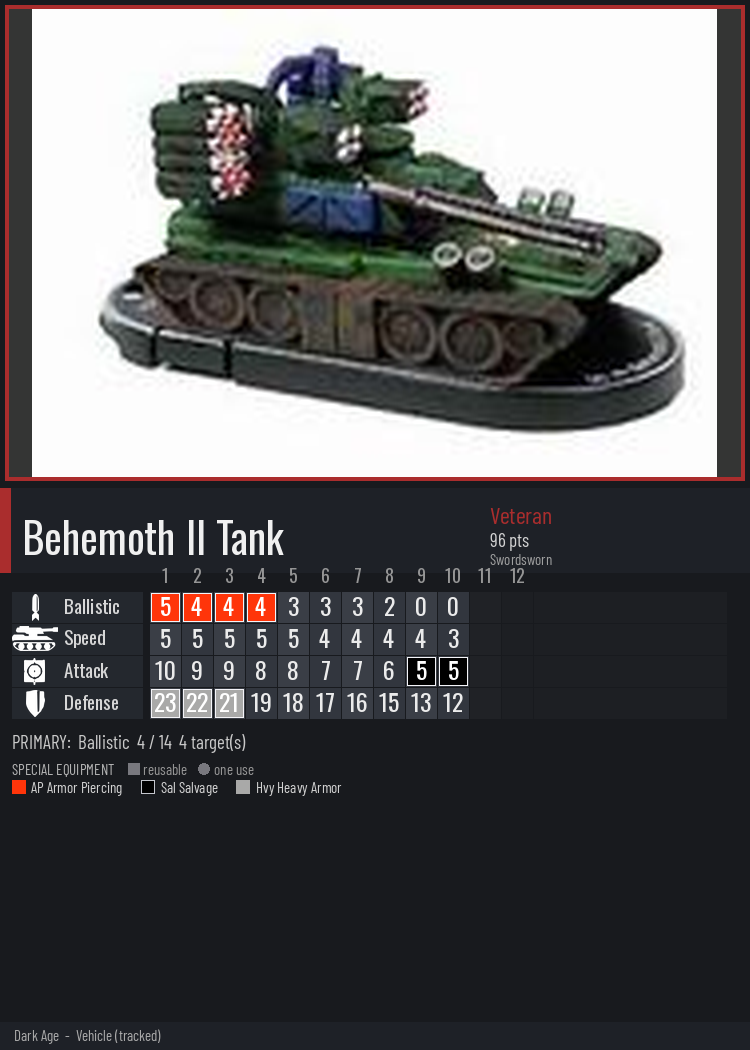 Behemoth II Tank
Veteran
96 pts
Swordsworn
1 2 3 4 5 6 7 8 9 10 11 12
Ballistic 5 4 4 4 3 3 3 2 0 0
Speed 5 5 5 5 5 4 4 4 4 3
Attack 10 9 9 8 8 7 7 6 5 5
Defense 23 22 21 19 18 17 16 15 13 12
PRIMARY: Ballistic 4 / 14 4 target(s)
SPECIAL EQUIPMENT reusable one use
AP Armor Piercing Sal Salvage Hvy Heavy Armor
Dark Age - Vehicle (tracked)